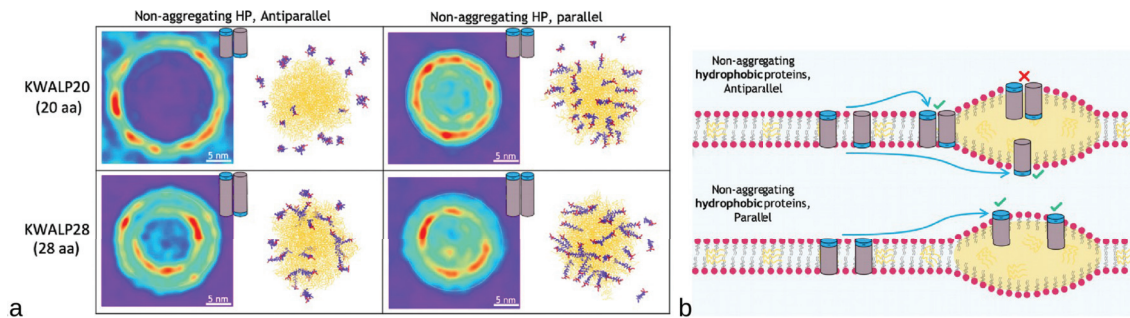 Non-aggregating HP, Antiparallel
Non-aggregating HP, parallel
KWALP20
(20 aa)
5 nm
5 nm
KWALP28
(28 aa)
5 nm
5 nm
a
Non-aggregating
hydrophobic proteins,
Antiparallel
Non-aggregating
hydrophobic proteins,
Parallel
b